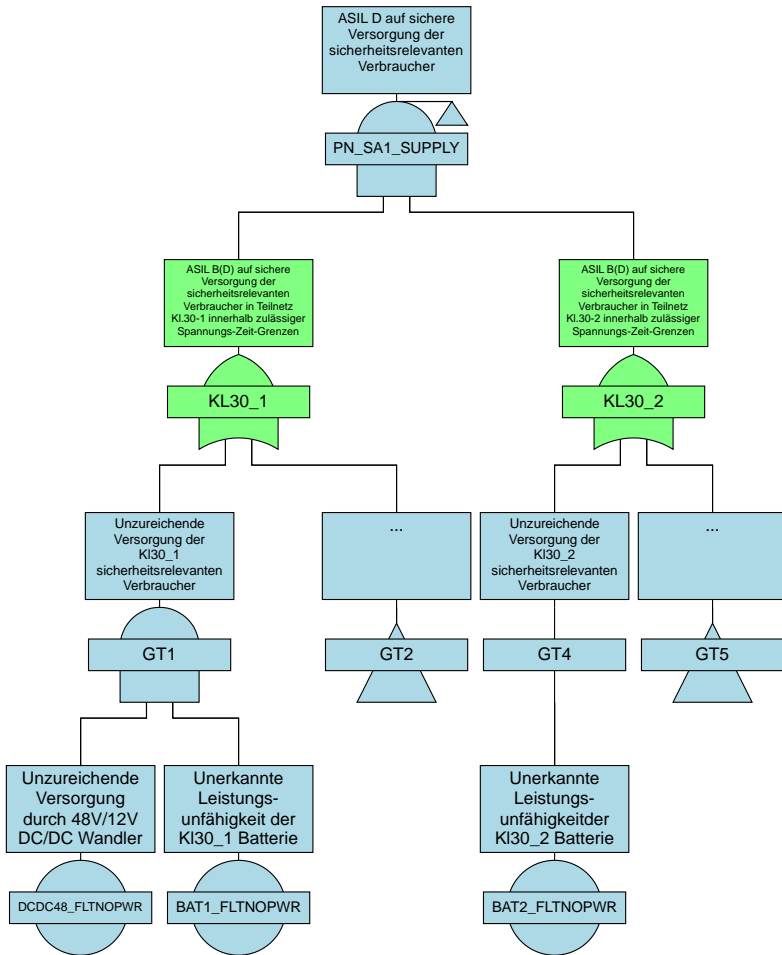 ASIL D auf sichere
Versorgung der
sicherheitsrelevanten
Verbraucher
PN_SA1_SUPPLY
ASIL B(D) auf sichere
Versorgung der
sicherheitsrelevanten
Verbraucher in Teilnetz
Kl.30-1 innerhalb zulässiger
Spannungs-Zeit-Grenzen
ASIL B(D) auf sichere
Versorgung der
sicherheitsrelevanten
Verbraucher in Teilnetz
Kl.30-2 innerhalb zulässiger
Spannungs-Zeit-Grenzen
KL30_1
KL30_2
Unzureichende
Versorgung der
Kl30_1
sicherheitsrelevanten
Verbraucher
...
Unzureichende
Versorgung der
Kl30_2
sicherheitsrelevanten
Verbraucher
...
GT1
GT2
GT4
GT5
Unzureichende
Versorgung
durch 48V/12V
DC/DC Wandler
Unerkannte
Leistungs-
unfähigkeit der
Kl30_1 Batterie
Unerkannte
Leistungs-
unfähigkeitder
Kl30_2 Batterie
DCDC48_FLTNOPWR
BAT1_FLTNOPWR
BAT2_FLTNOPWR